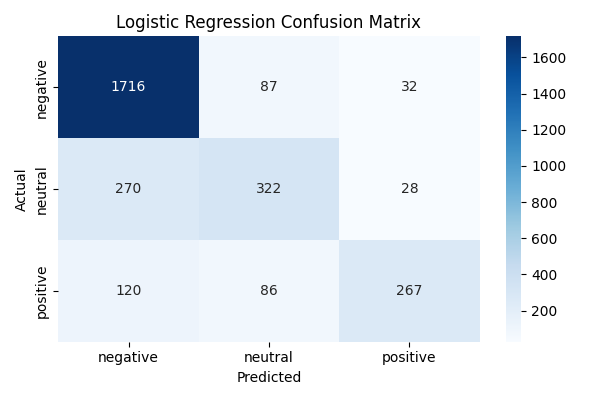 Logistic Regression Confusion Matrix
Actual
negative
neutral
positive
1716 87 32
270 322 28
120 86 267
negative neutral positive
Predicted
1600
1400
1200
1000
800
600
400
200